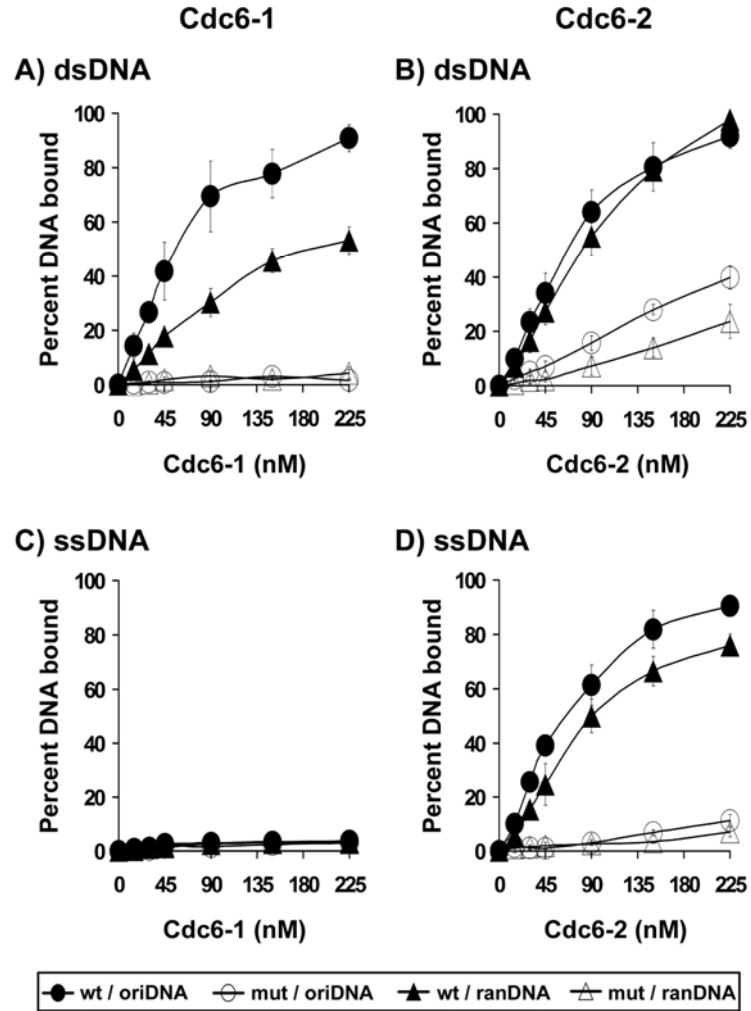 Cdc6-1
Cdc6-2
A) dsDNA
B) dsDNA
Percent DNA bound
100
80
60
40
20
0
0 45 90 135 180 225
Cdc6-1 (nM)
Percent DNA bound
100
80
60
40
20
0
0 45 90 135 180 225
Cdc6-2 (nM)
C) ssDNA
D) ssDNA
Percent DNA bound
100
80
60
40
20
0
0 45 90 135 180 225
Cdc6-1 (nM)
Percent DNA bound
100
80
60
40
20
0
0 45 90 135 180 225
Cdc6-2 (nM)
wt / oriDNA mut / oriDNA wt / ranDNA mut / ranDNA